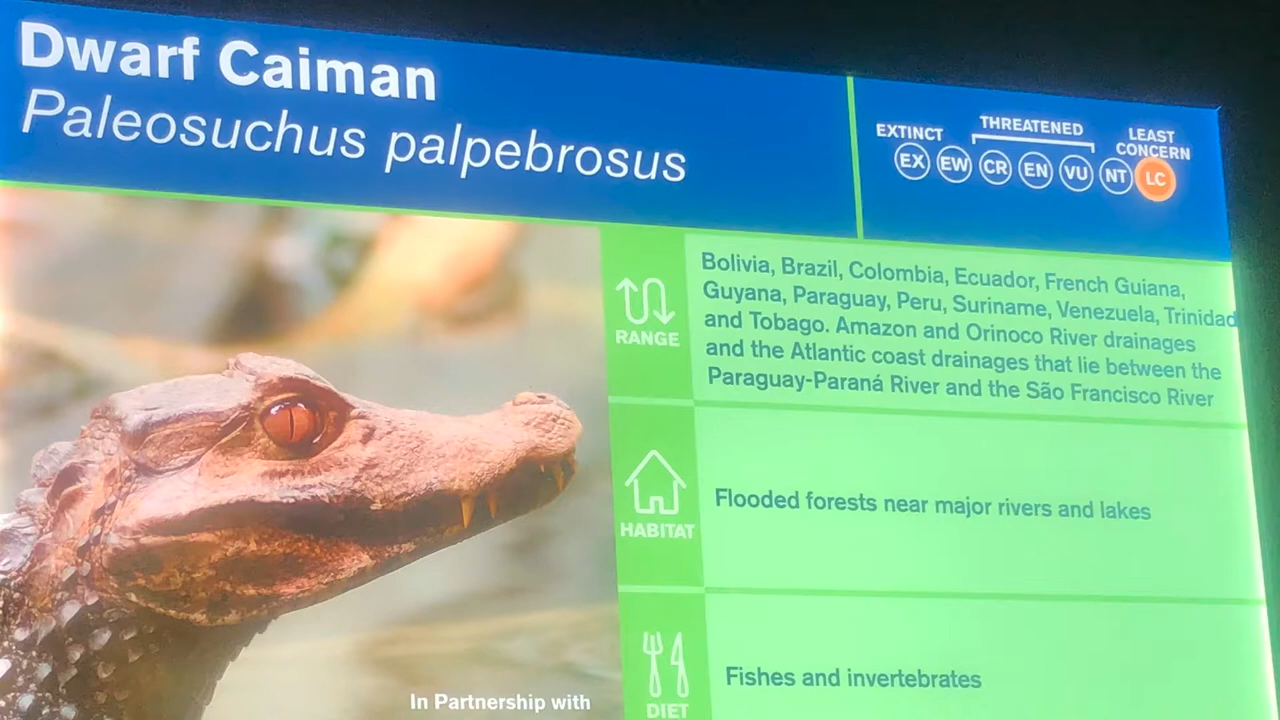 Dwarf Caiman
Paleosuchus palpebrosus
EXTINCT
THREATENED
LEAST
CONCERN
EX EW CR EN VU NT LC
RANGE
Bolivia, Brazil, Colombia, Ecuador, French Guiana,
Guyana, Paraguay, Peru, Suriname, Venezuela, Trinidad
and Tobago. Amazon and Orinoco River drainages
and the Atlantic coast drainages that lie between the
Paraguay-Paraná River and the São Francisco River
HABITAT
Flooded forests near major rivers and lakes
DIET
Fishes and invertebrates
In Partnership with